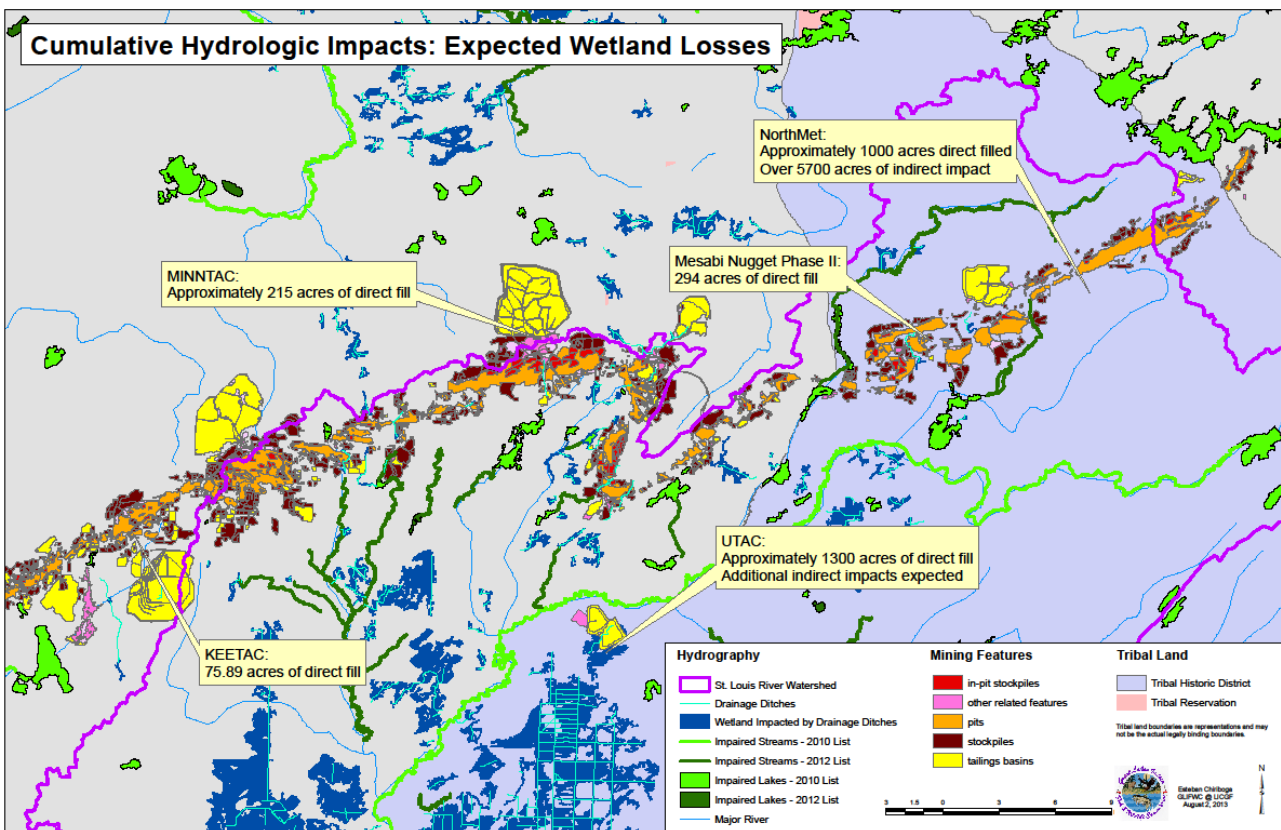 Cumulative Hydrologic Impacts: Expected Wetland Losses
NorthMet:
Approximately 1000 acres direct filled
Over 5700 acres of indirect impact
MINNTAC:
Approximately 215 acres of direct fill
Mesabi Nugget Phase II:
294 acres of direct fill
UTAC:
Approximately 1300 acres of direct fill
Additional indirect impacts expected
KEETAC:
75.89 acres of direct fill
Hydrography
St. Louis River Watershed
Drainage Ditches
Wetland Impacted by Drainage Ditches
Impaired Streams - 2010 List
Impaired Streams - 2012 List
Impaired Lakes - 2010 List
Impaired Lakes - 2012 List
Major River
Mining Features
in-pit stockpiles
other related features
pits
stockpiles
tailings basins
Tribal Land
Tribal Historic District
Tribal Reservation
Tribal land boundaries are representations and may
not be the actual legally binding boundaries.
3 1.5 0 3 6 9
Esteban Chiriboga
GLIFWC @ LICGF
August 2, 2013
N